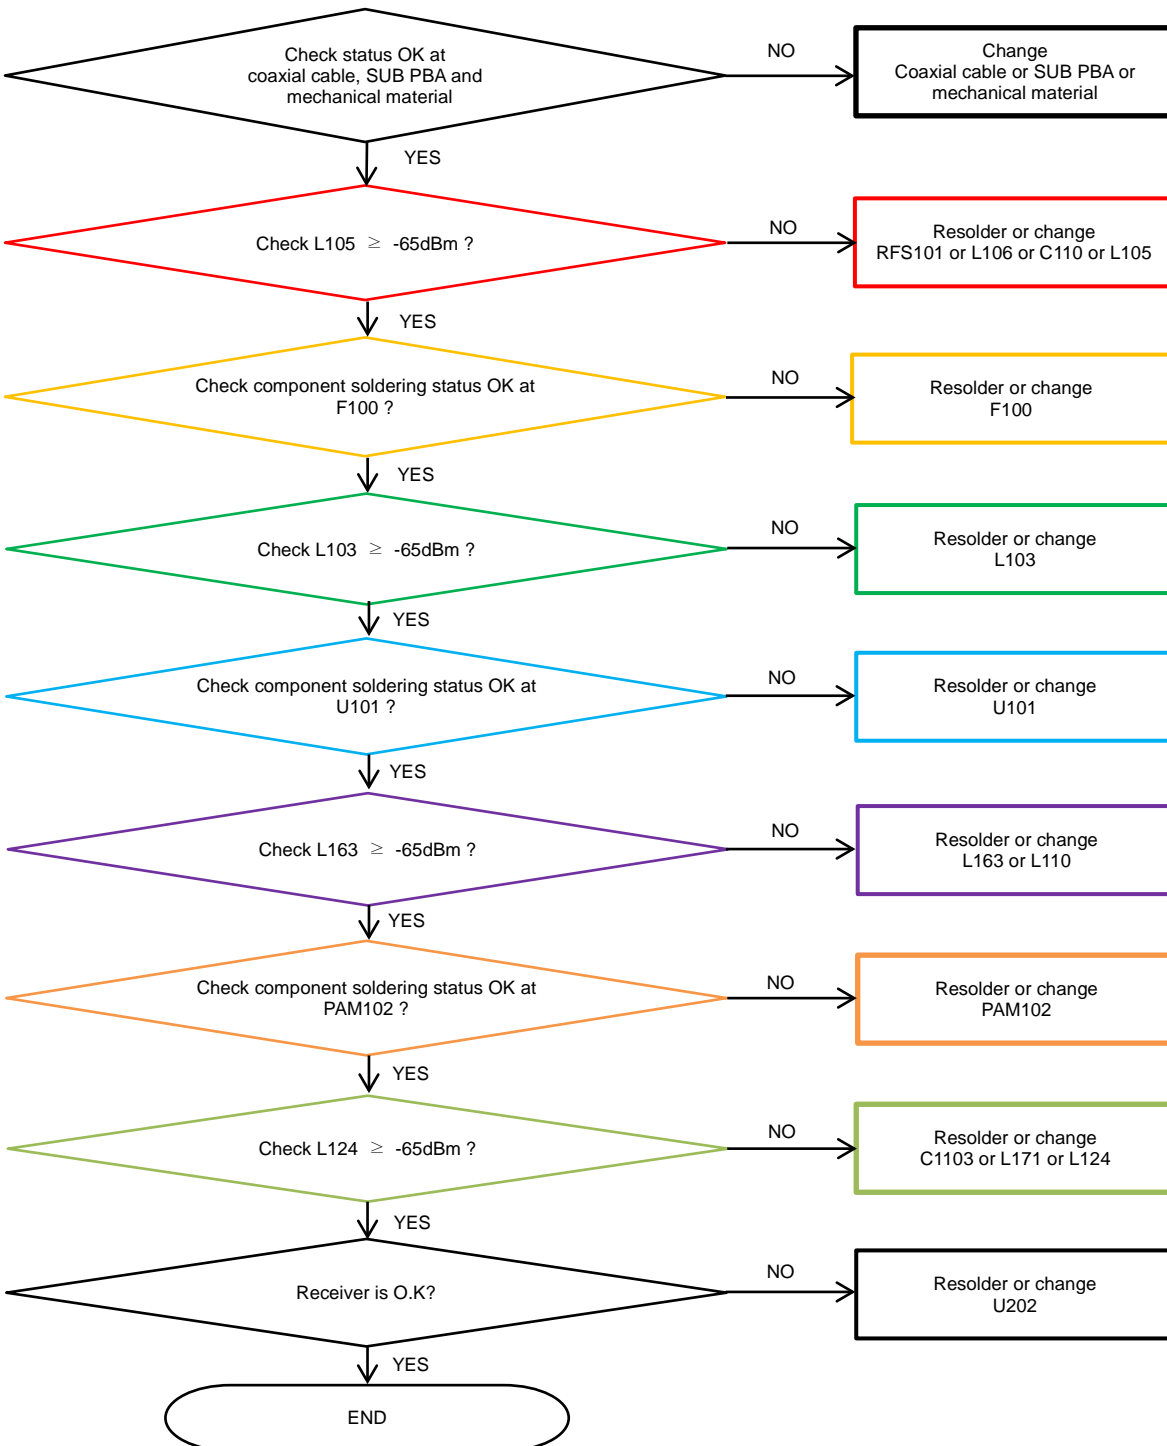 Check status OK at
coaxial cable, SUB PBA and
mechanical material
NO
Change
Coaxial cable or SUB PBA or
mechanical material
YES
Check L105 ≥ -65dBm ?
NO
Resolder or change
RFS101 or L106 or C110 or L105
YES
Check component soldering status OK at
F100 ?
NO
Resolder or change
F100
YES
Check L103 ≥ -65dBm ?
NO
Resolder or change
L103
YES
Check component soldering status OK at
U101 ?
NO
Resolder or change
U101
YES
Check L163 ≥ -65dBm ?
NO
Resolder or change
L163 or L110
YES
Check component soldering status OK at
PAM102 ?
NO
Resolder or change
PAM102
YES
Check L124 ≥ -65dBm ?
NO
Resolder or change
C1103 or L171 or L124
YES
Receiver is O.K?
NO
Resolder or change
U202
YES
END